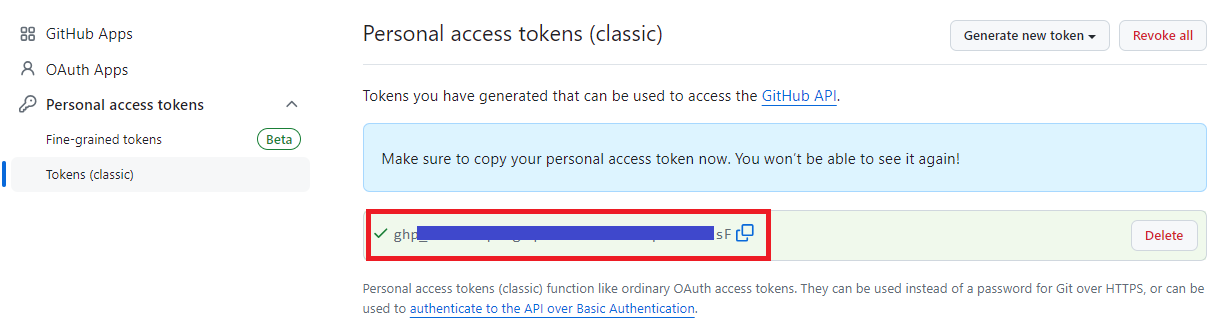 GitHub Apps
OAuth Apps
Personal access tokens
Fine-grained tokens
Beta
Tokens (classic)
Personal access tokens (classic)
Generate new token
Revoke all
Tokens you have generated that can be used to access the GitHub API.
Make sure to copy your personal access token now. You won’t be able to see it again!
ghp_ sF
Delete
Personal access tokens (classic) function like ordinary OAuth access tokens. They can be used instead of a password for Git over HTTPS, or can be
used to authenticate to the API over Basic Authentication.